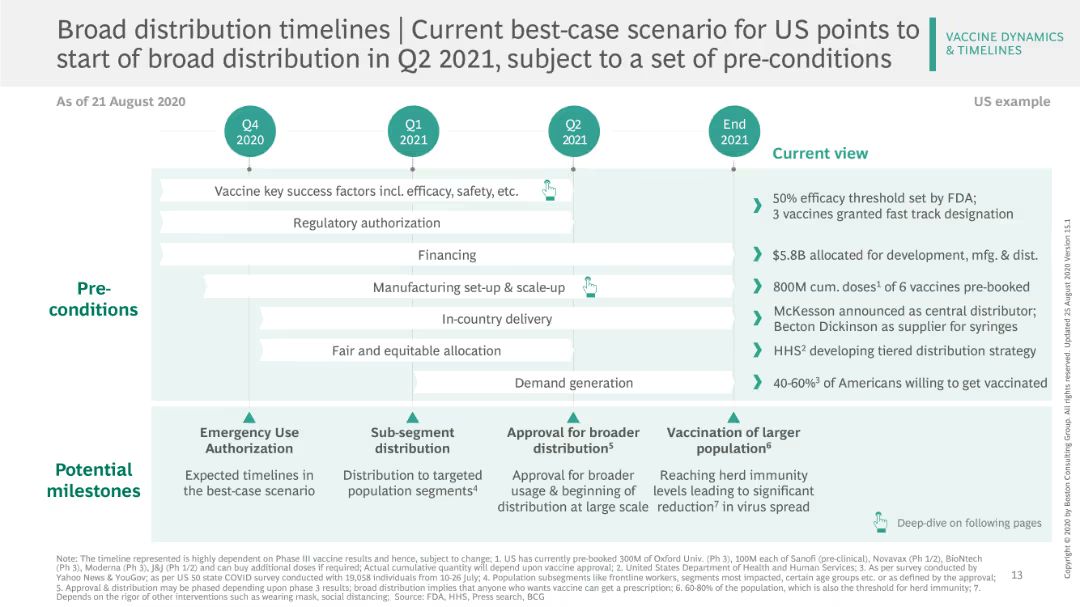 Broad distribution timelines | Current best-case scenario for US points to
start of broad distribution in Q2 2021, subject to a set of pre-conditions
VACCINE DYNAMICS
& TIMELINES
As of 21 August 2020
US example
Q4
2020
Q1
2021
Q2
2021
End
2021
Current view
Pre-
conditions
Vaccine key success factors incl. efficacy, safety, etc.
50% efficacy threshold set by FDA;
3 vaccines granted fast track designation
Regulatory authorization
Financing
$5.8B allocated for development, mfg. & dist.
Manufacturing set-up & scale-up
800M cum. doses¹ of 6 vaccines pre-booked
In-country delivery
McKesson announced as central distributor;
Becton Dickinson as supplier for syringes
Fair and equitable allocation
HHS² developing tiered distribution strategy
Demand generation
40-60%³ of Americans willing to get vaccinated
Potential
milestones
Emergency Use
Authorization
Expected timelines in
the best-case scenario
Sub-segment
distribution
Distribution to targeted
population segments⁴
Approval for broader
distribution⁵
Approval for broader
usage & beginning of
distribution at large scale
Vaccination of larger
population⁶
Reaching herd immunity
levels leading to significant
reduction⁷ in virus spread
Deep-dive on following pages
Note: The timeline represented is highly dependent on Phase III vaccine results and hence, subject to change; 1. US has currently pre-booked 300M of Oxford Univ. (Ph 3), 100M each of Sanofi (pre-clinical), Novavax (Ph 1/2), BioNtech
(Ph 3), Moderna (Ph 3), J&J (Ph 1/2) and can buy additional doses if required; Actual cumulative quantity will depend upon vaccine approval; 2. United States Department of Health and Human Services; 3. As per survey conducted by
Yahoo News & YouGov; as per US 50 state COVID survey conducted with 19,058 individuals from 10-26 July; 4. Population subsegments like frontline workers, segments most impacted, certain age groups etc. or as defined by the approval;
5. Approval & distribution may be phased depending upon phase 3 results; broad distribution implies that anyone who wants vaccine can get a prescription; 6. 60-80% of the population, which is also the threshold for herd immunity; 7.
Depends on the rigor of other interventions such as wearing mask, social distancing; Source: FDA, HHS, Press search, BCG
13
Copyright © 2020 by Boston Consulting Group. All rights reserved. Updated 25 August 2020 Version 15.1